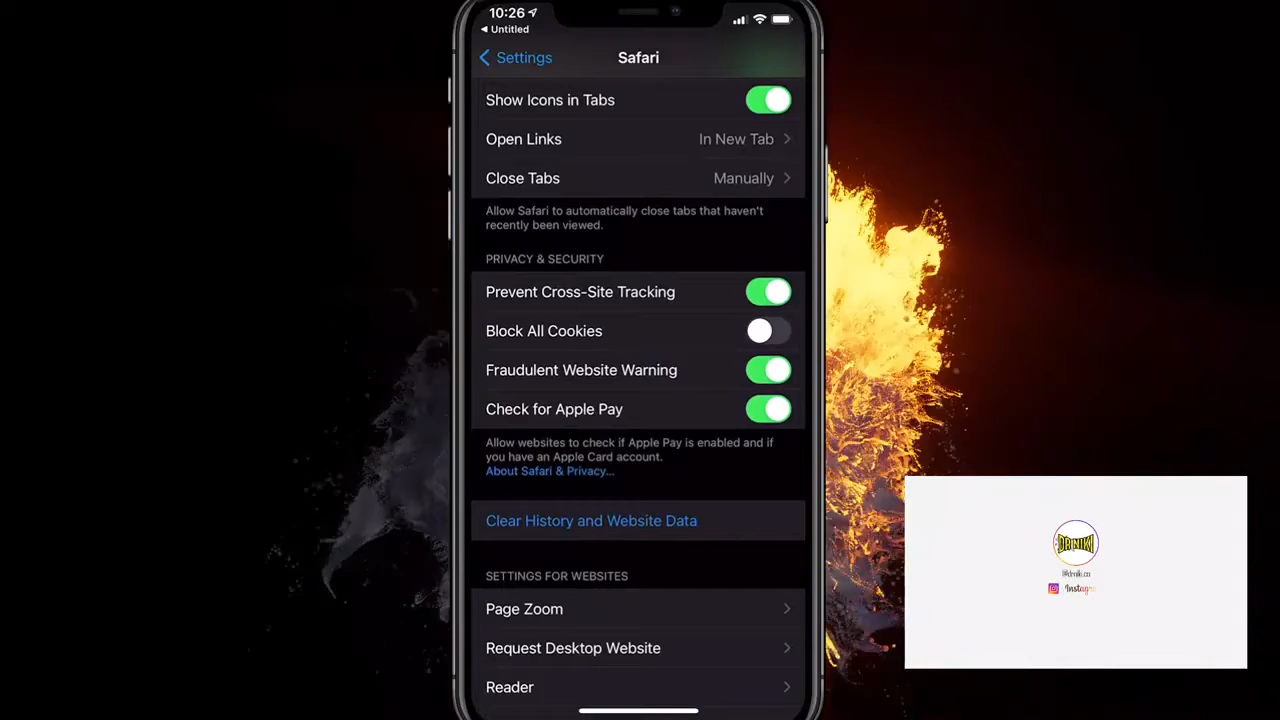 10:26
◀ Untitled
Settings
Safari
Show Icons in Tabs
Open Links
In New Tab
Close Tabs
Manually
Allow Safari to automatically close tabs that haven't
recently been viewed.
PRIVACY & SECURITY
Prevent Cross-Site Tracking
Block All Cookies
Fraudulent Website Warning
Check for Apple Pay
Allow websites to check if Apple Pay is enabled and if
you have an Apple Card account.
About Safari & Privacy...
Clear History and Website Data
SETTINGS FOR WEBSITES
Page Zoom
Request Desktop Website
Reader